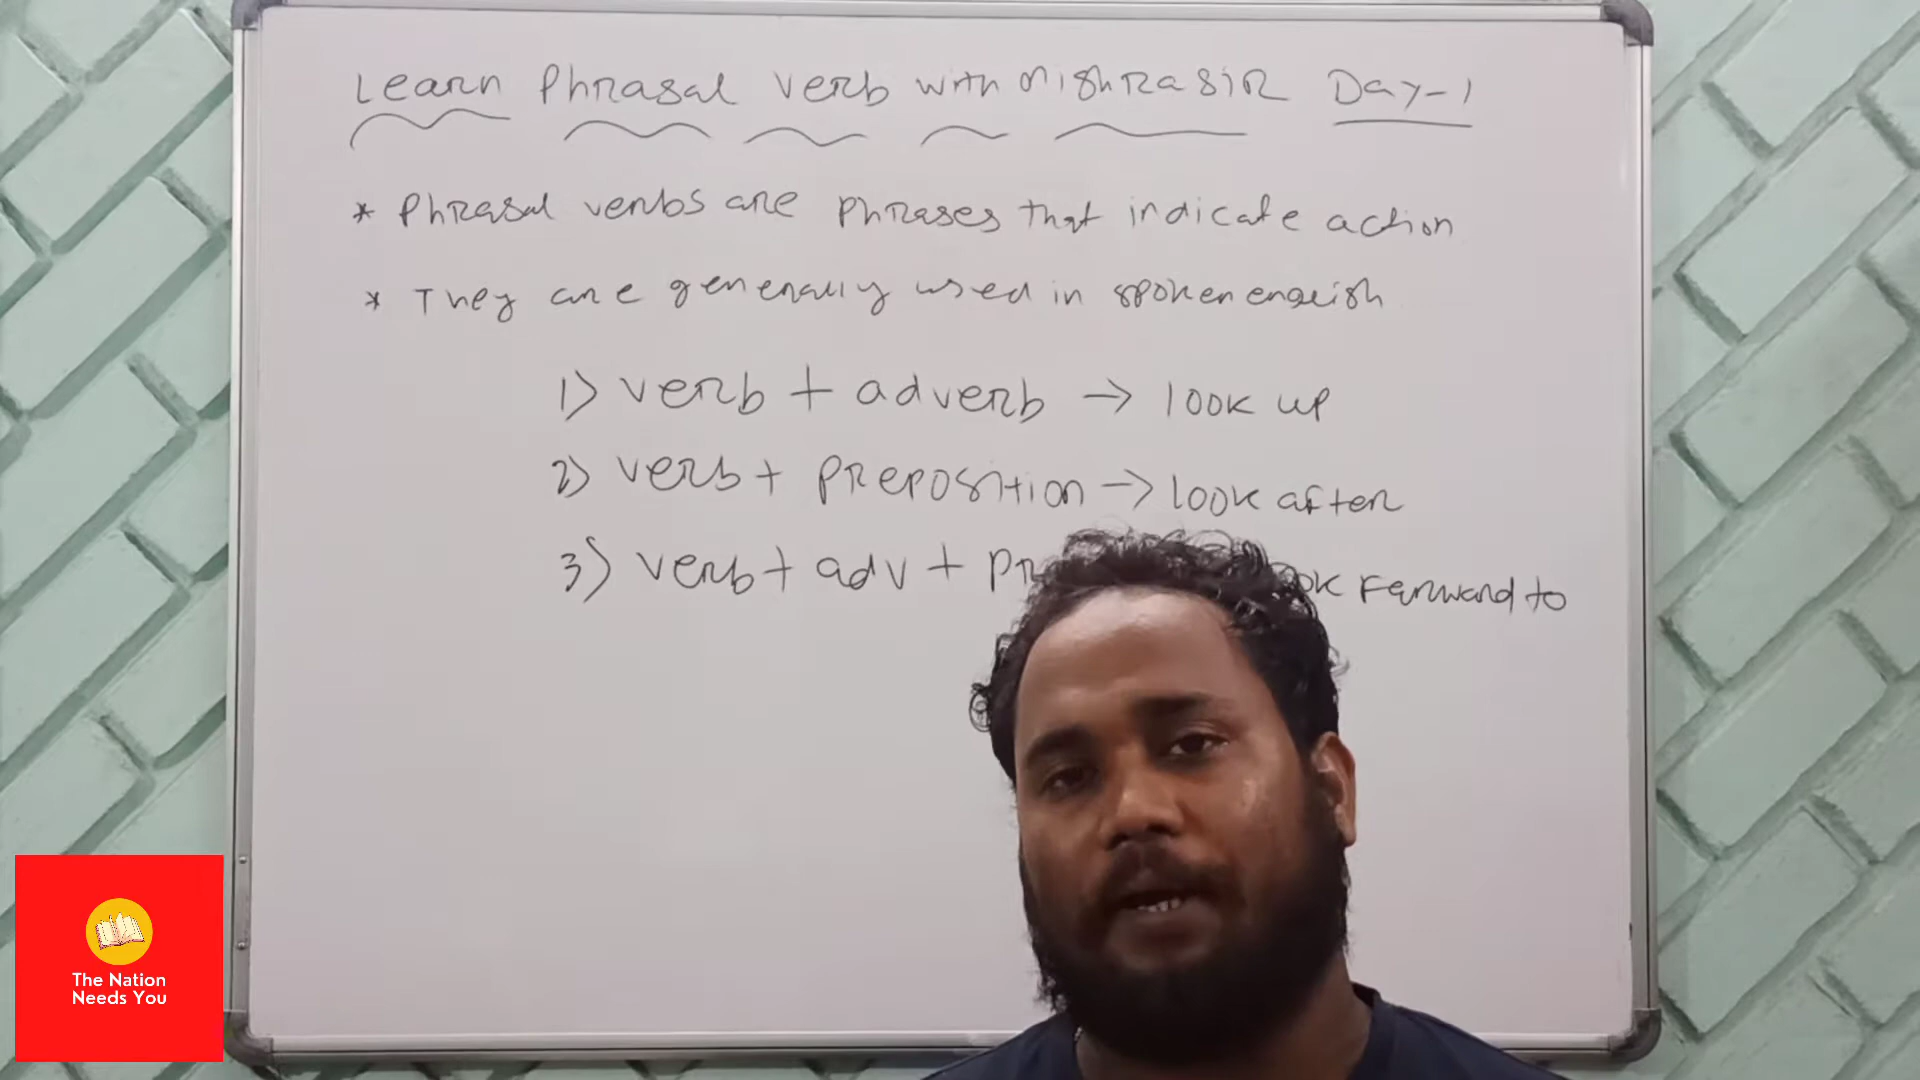 Learn Phrasal verb with Mishra sir Day-1
* Phrasal verbs are phrases that indicate action
* They are generally used in spoken english
1) verb + adverb → look up
2) verb + preposition → look after
3) verb + adv + forward to
The Nation
Needs You